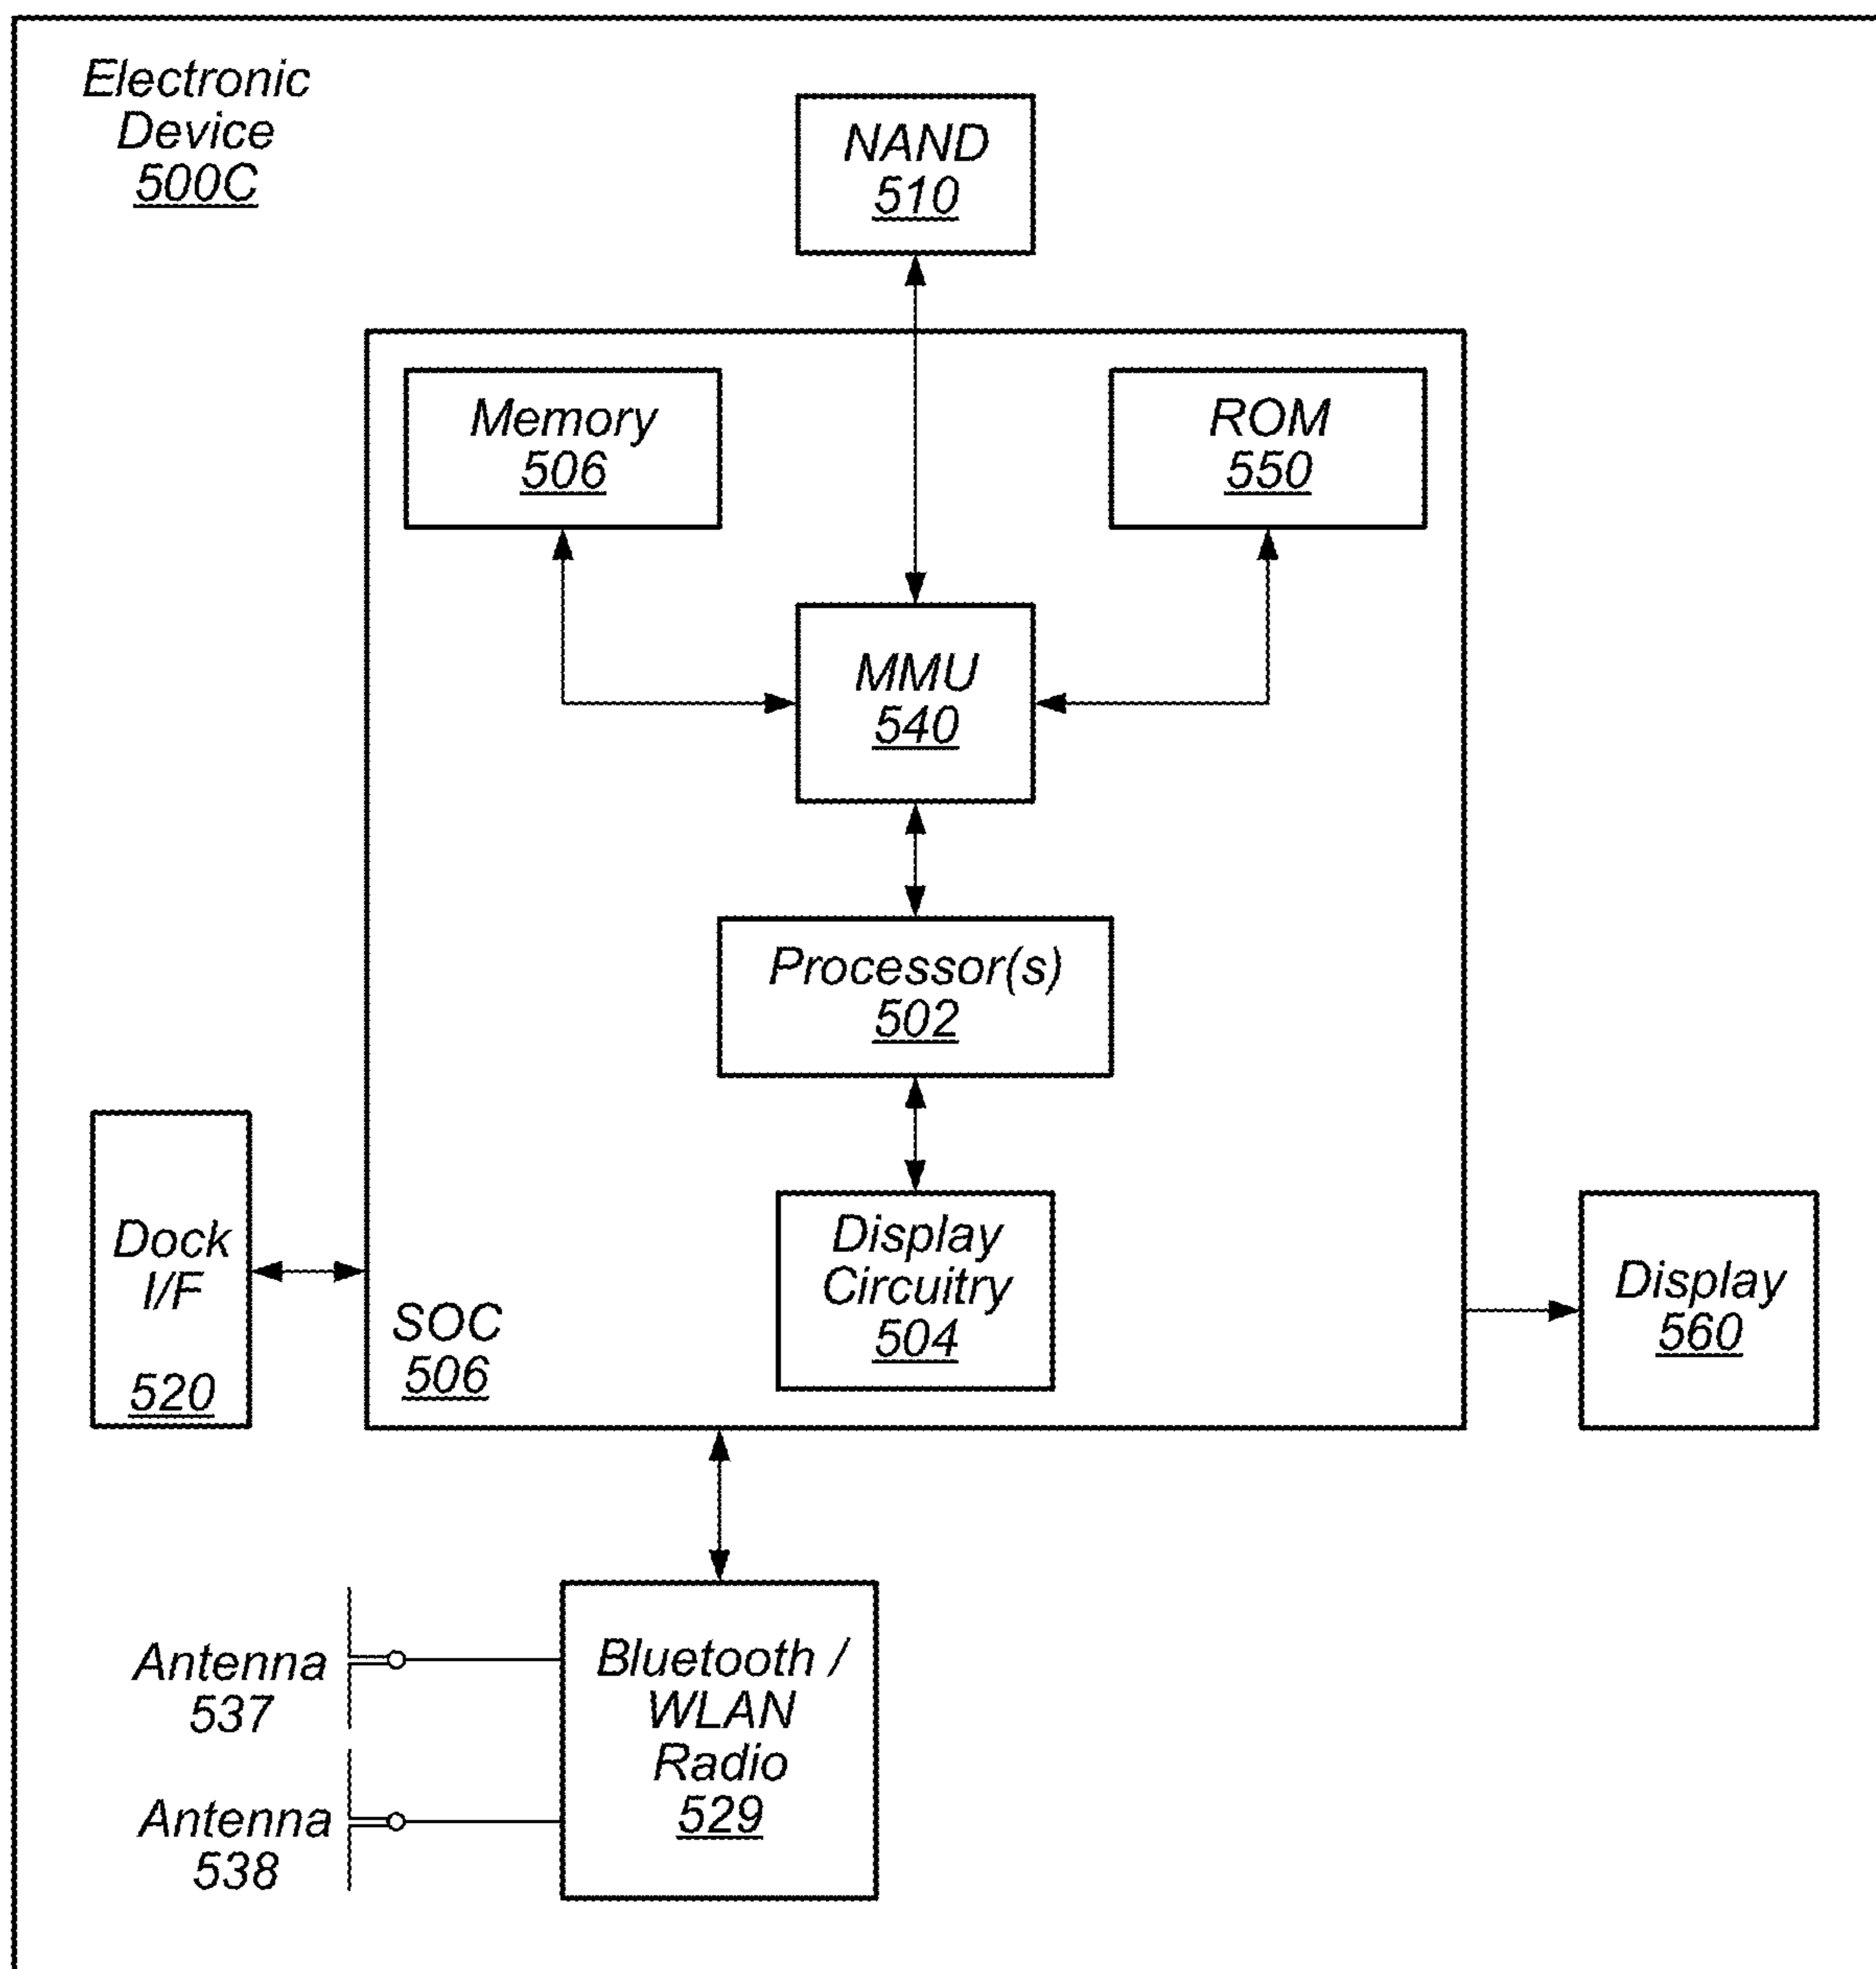 Electronic
Device
500C
NAND
510
Memory
506
ROM
550
MMU
540
Processor(s)
502
Display
Circuitry
504
SOC
506
Dock
I/F
520
Display
560
Bluetooth /
WLAN
Radio
529
Antenna
537
Antenna
538